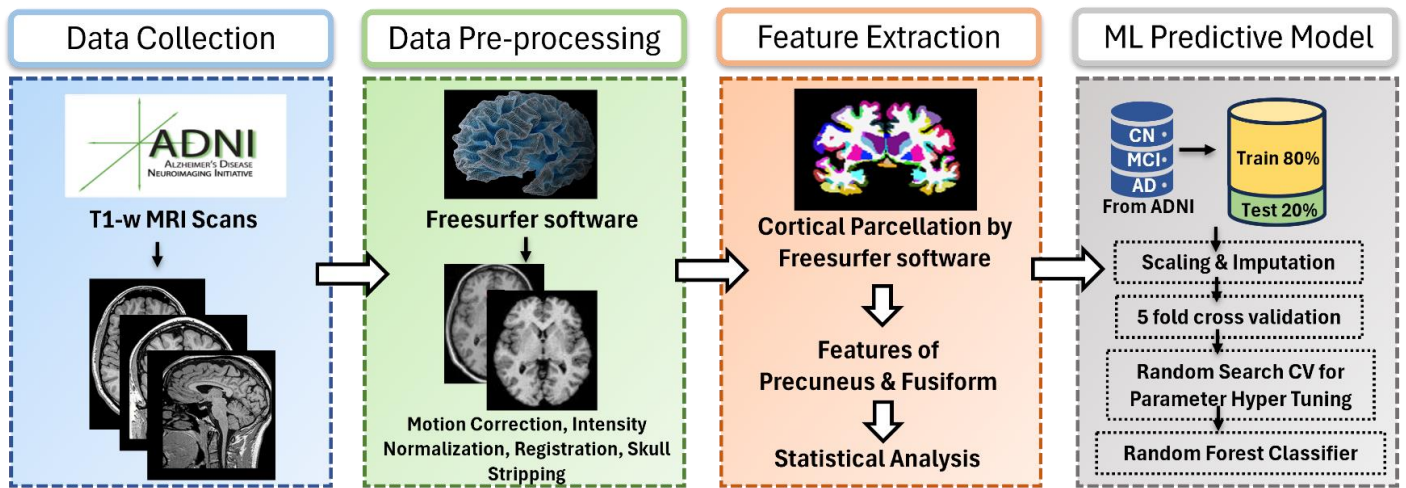 Data Collection
Data Pre-processing
Feature Extraction
ML Predictive Model
ADNI
ALZHEIMER'S DISEASE
NEUROIMAGING INITIATIVE
T1-w MRI Scans
Freesurfer software
Motion Correction, Intensity
Normalization, Registration, Skull
Stripping
Cortical Parcellation by
Freesurfer software
Features of
Precuneus & Fusiform
Statistical Analysis
CN
MCI
AD
From ADNI
Train 80%
Test 20%
Scaling & Imputation
5 fold cross validation
Random Search CV for
Parameter Hyper Tuning
Random Forest Classifier